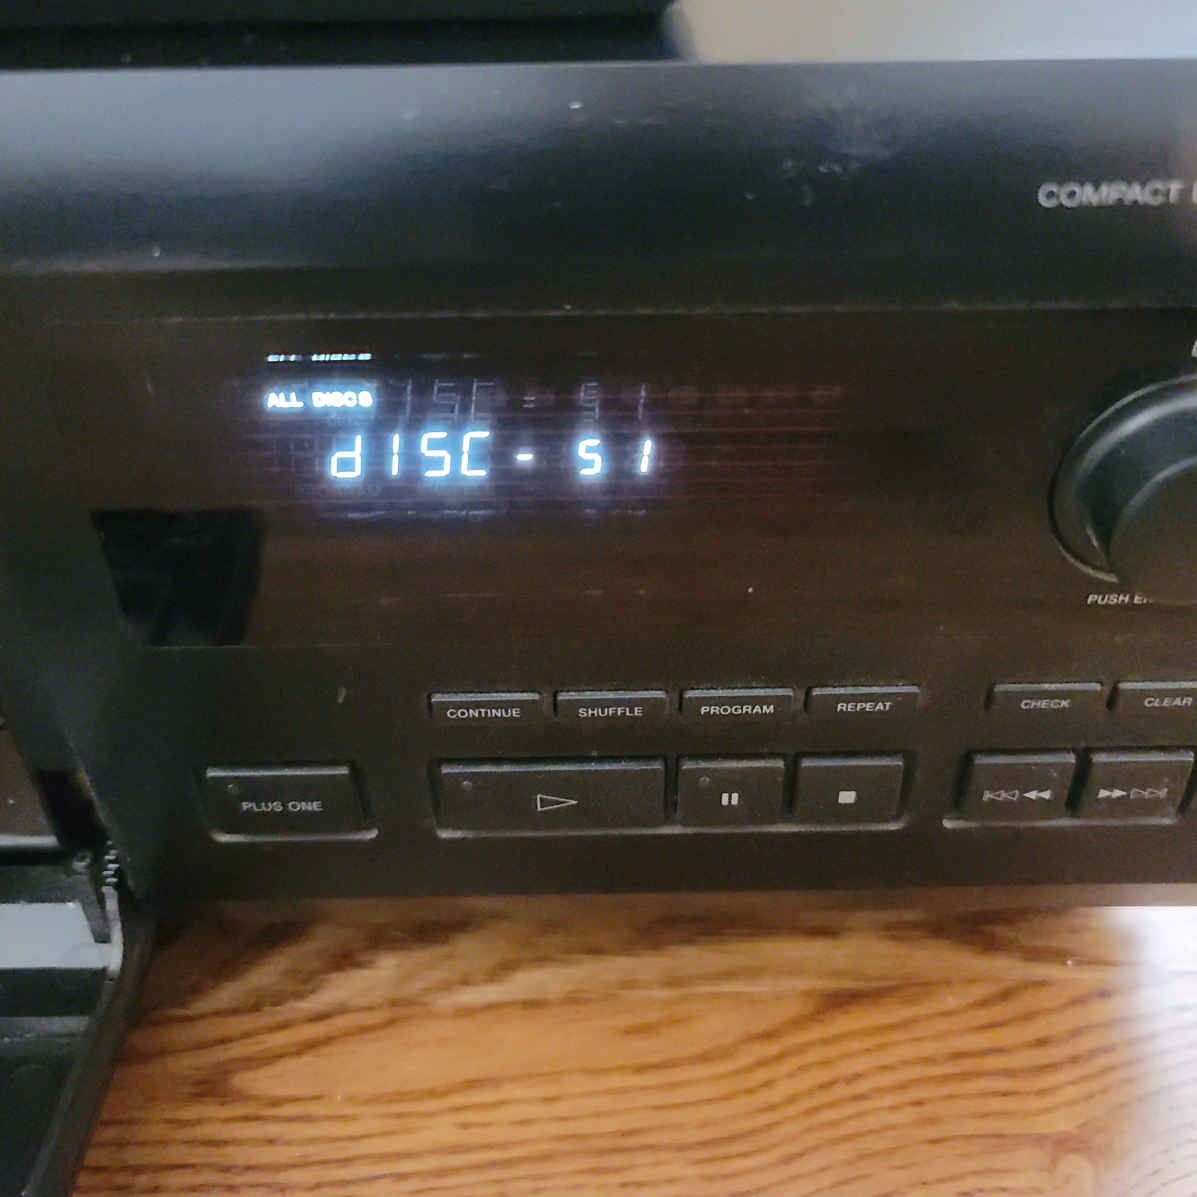 COMPACT
ALL DISCS
dISC- 51
PUSH
CONTINUE
SHUFFLE
PROGRAM
REPEAT
CHECK
CLEAR
PLUS ONE